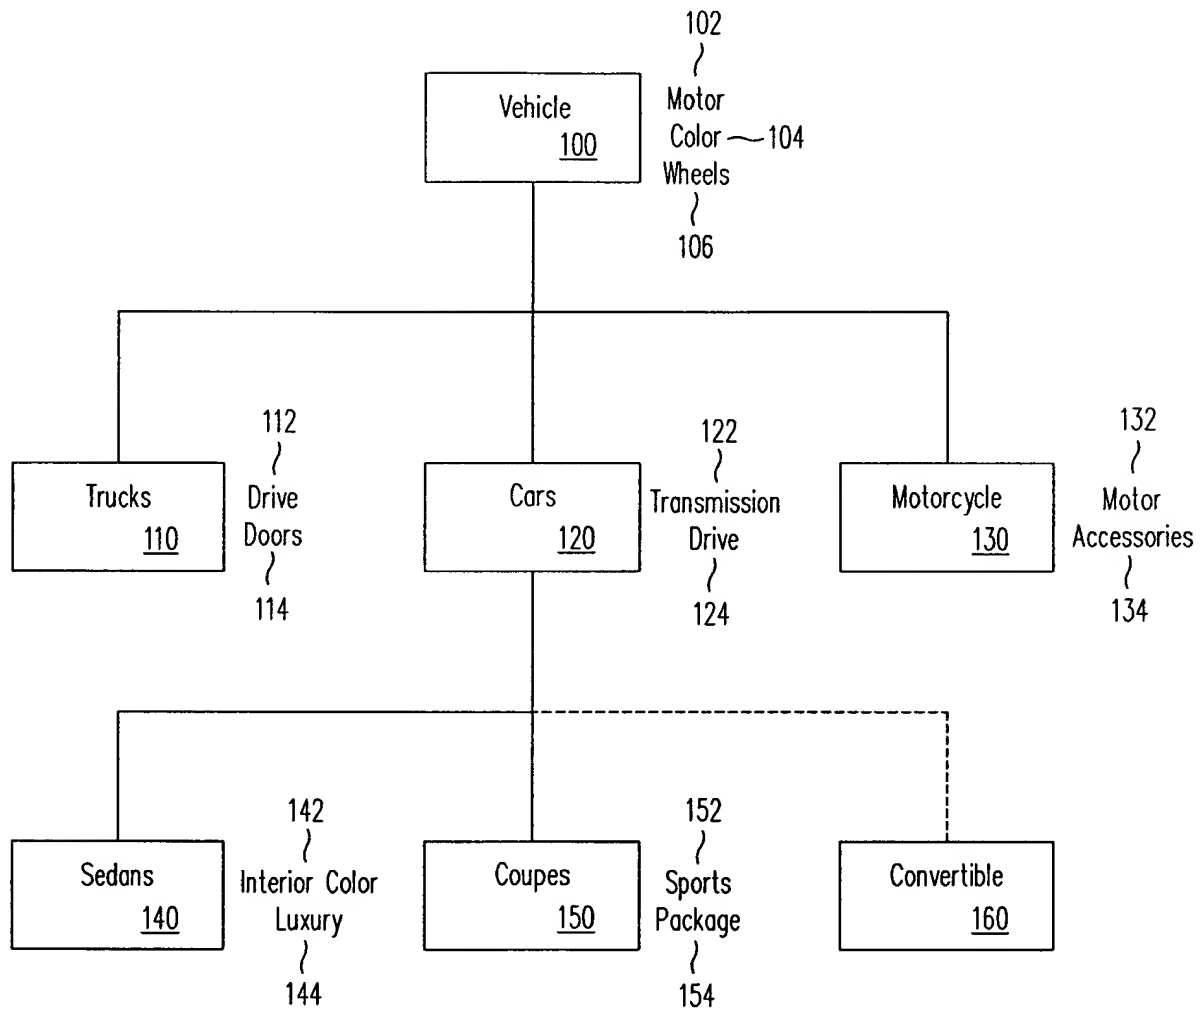 102
Vehicle
100
Motor
Color 104
Wheels
106
112
122
132
Trucks
110
Drive
Doors
Cars
120
Transmission
Drive
Motorcycle
130
Motor
Accessories
114
124
134
142
152
Sedans
140
Interior Color
Luxury
Coupes
150
Sports
Package
Convertible
160
144
154